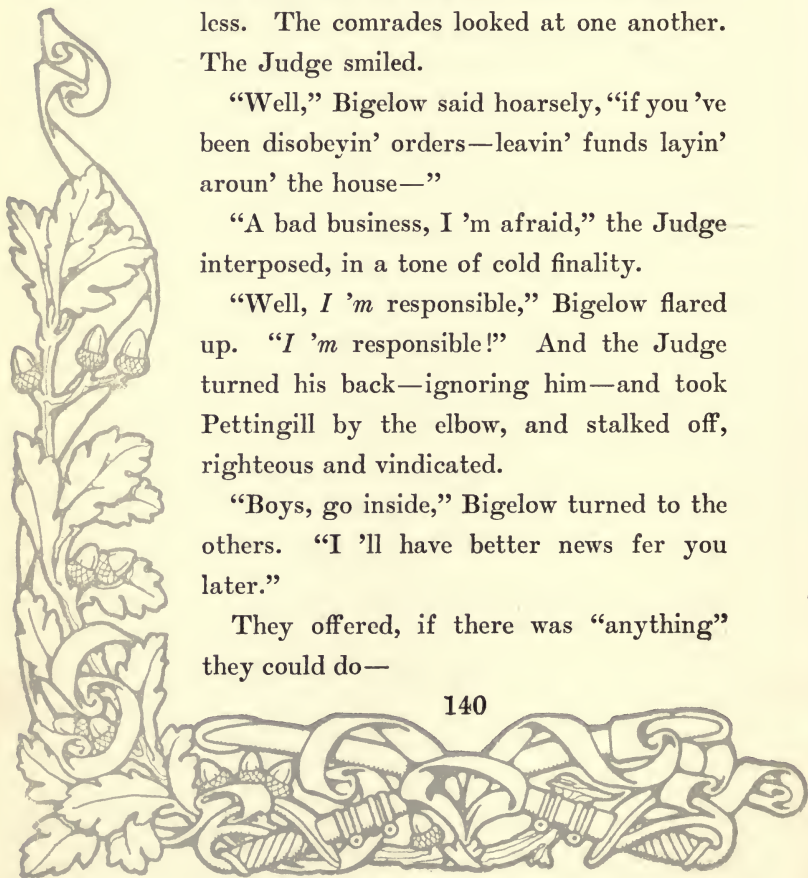 less. The comrades looked at one another.
The Judge smiled.
“Well,” Bigelow said hoarsely, “if you ’ve
been disobeyin’ orders—leavin’ funds layin’
aroun’ the house—”
“A bad business, I ’m afraid,” the Judge
interposed, in a tone of cold finality.
“Well, I ’m responsible,” Bigelow flared
up. “I ’m responsible!” And the Judge
turned his back—ignoring him—and took
Pettingill by the elbow, and stalked off,
righteous and vindicated.
“Boys, go inside,” Bigelow turned to the
others. “I ’ll have better news fer you
later.”
They offered, if there was “anything”
they could do—
140